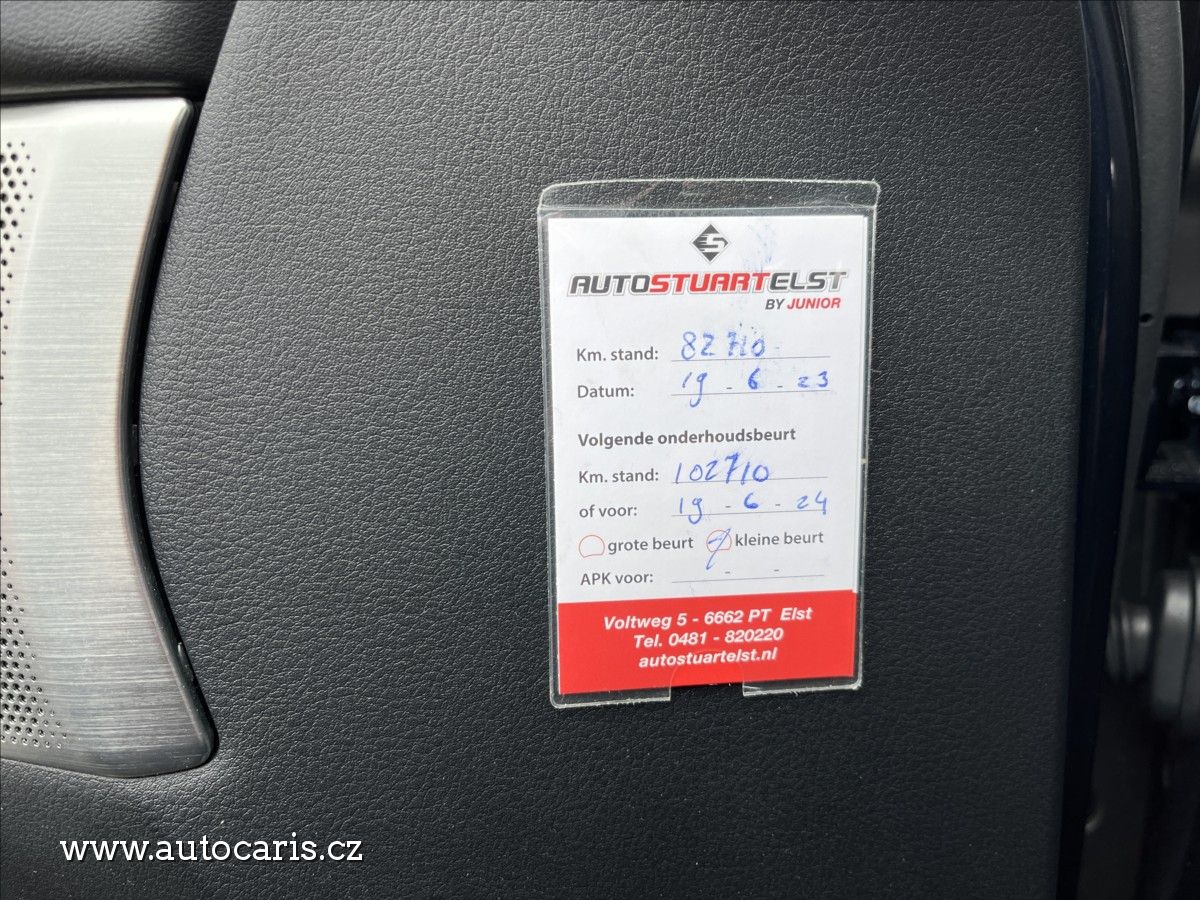 S
AUTOSTUARTELST
BY JUNIOR
Km. stand: 82710
Datum: 19 - 6 - 23
Volgende onderhoudsbeurt
Km. stand: 102710
of voor: 19 - 6 - 24
grote beurt kleine beurt
APK voor: - -
Voltweg 5 - 6662 PT Elst
Tel. 0481 - 820220
autostuartelst.nl
www.autocaris.cz